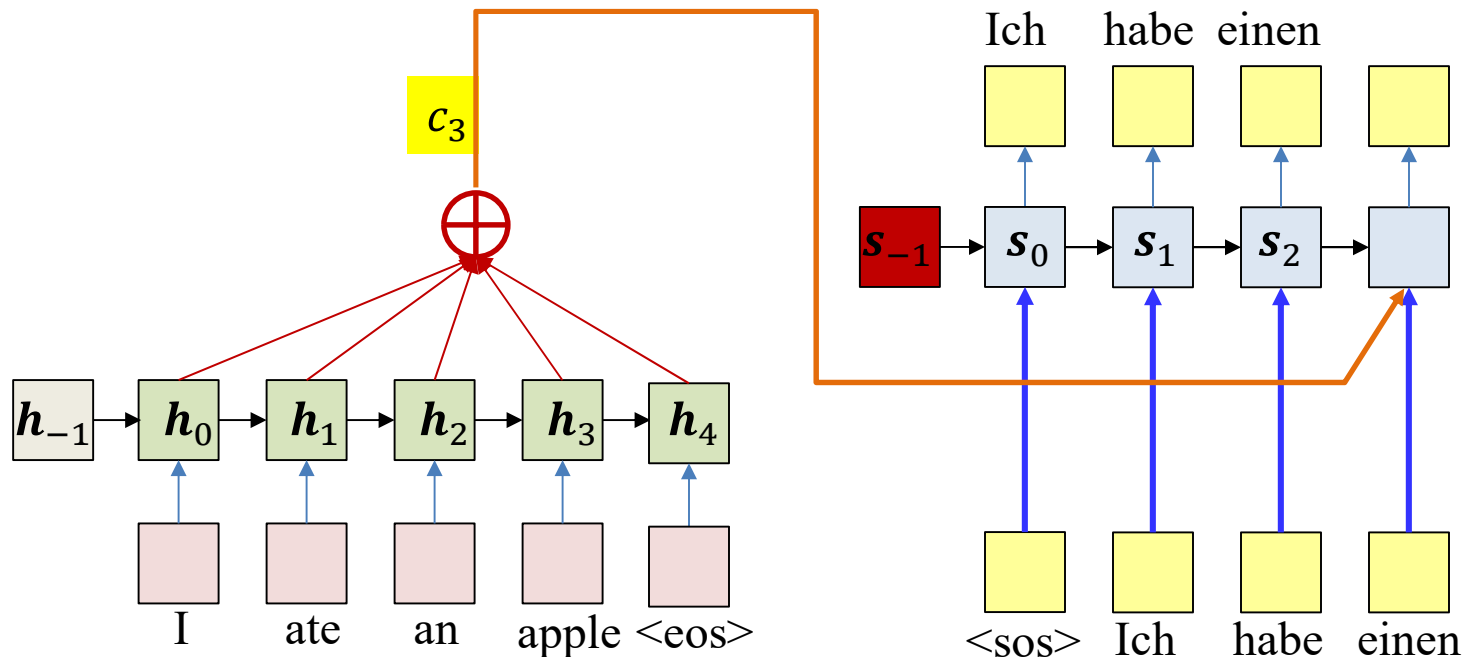 Ich habe einen
c₃
s₋₁ s₀ s₁ s₂
h₋₁ h₀ h₁ h₂ h₃ h₄
I ate an apple <eos>
<sos> Ich habe einen